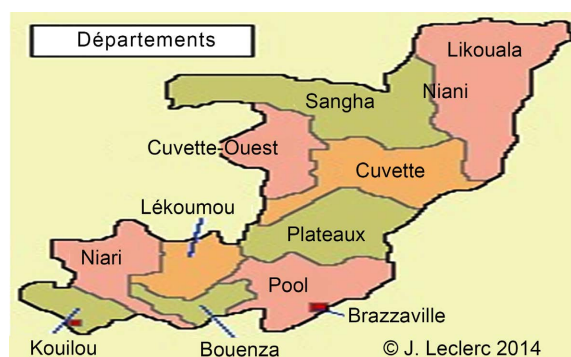 Départements
Likouala
Niani
Sangha
Cuvette-Ouest
Cuvette
Lékoumou
Plateaux
Niari
Pool
Brazzaville
Kouilou
Bouenza
© J. Leclerc 2014